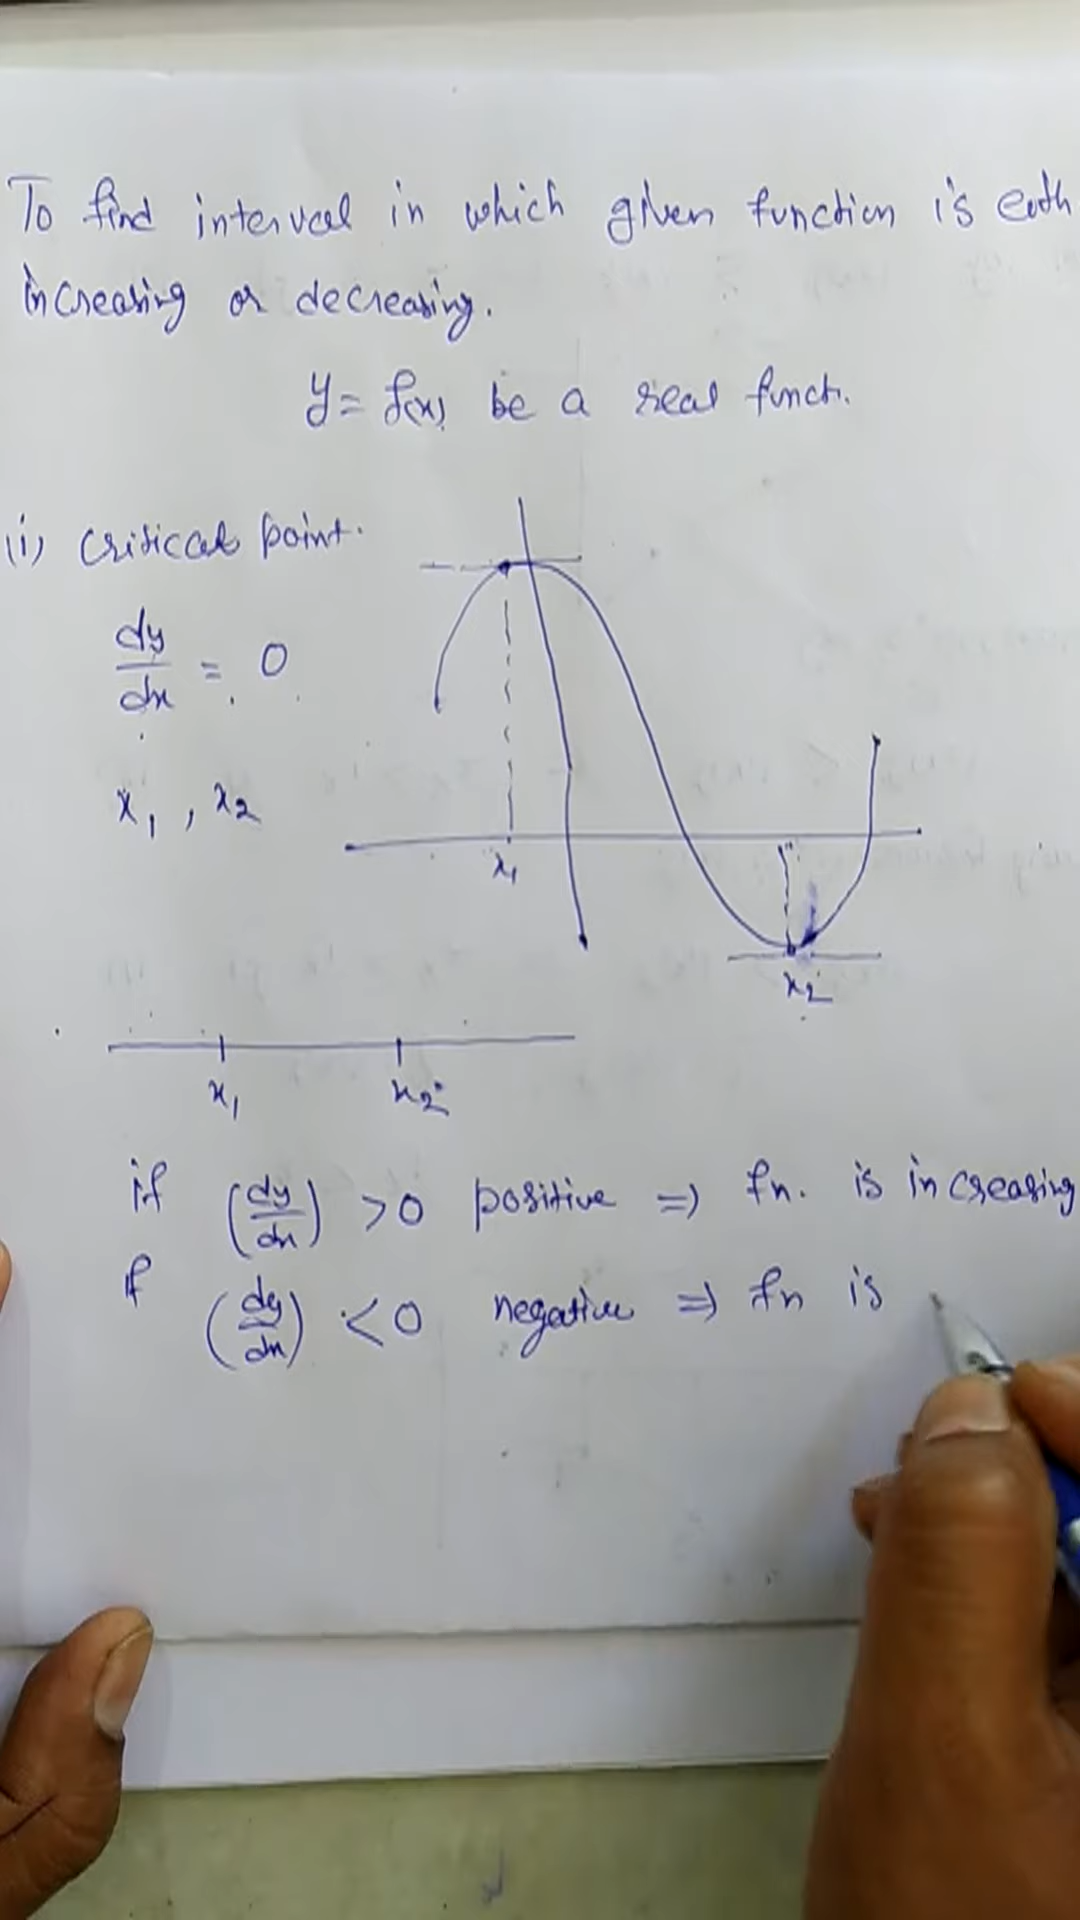 To find interval in which given function is eith
increasing or decreasing.
y = f(x) be a real funct.
(i) critical point.
dy/dx = 0
x₁ , x₂
x₁
x₂
x₁ x₂
if (dy/dx) > 0 positive ⇒ fn. is increasing
if (dy/dx) < 0 negative ⇒ fn is